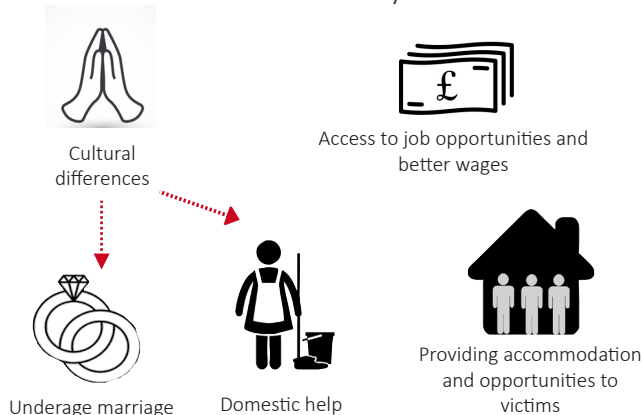 £
Access to job opportunities and
better wages
Cultural
differences
Providing accommodation
and opportunities to
victims
Underage marriage
Domestic help